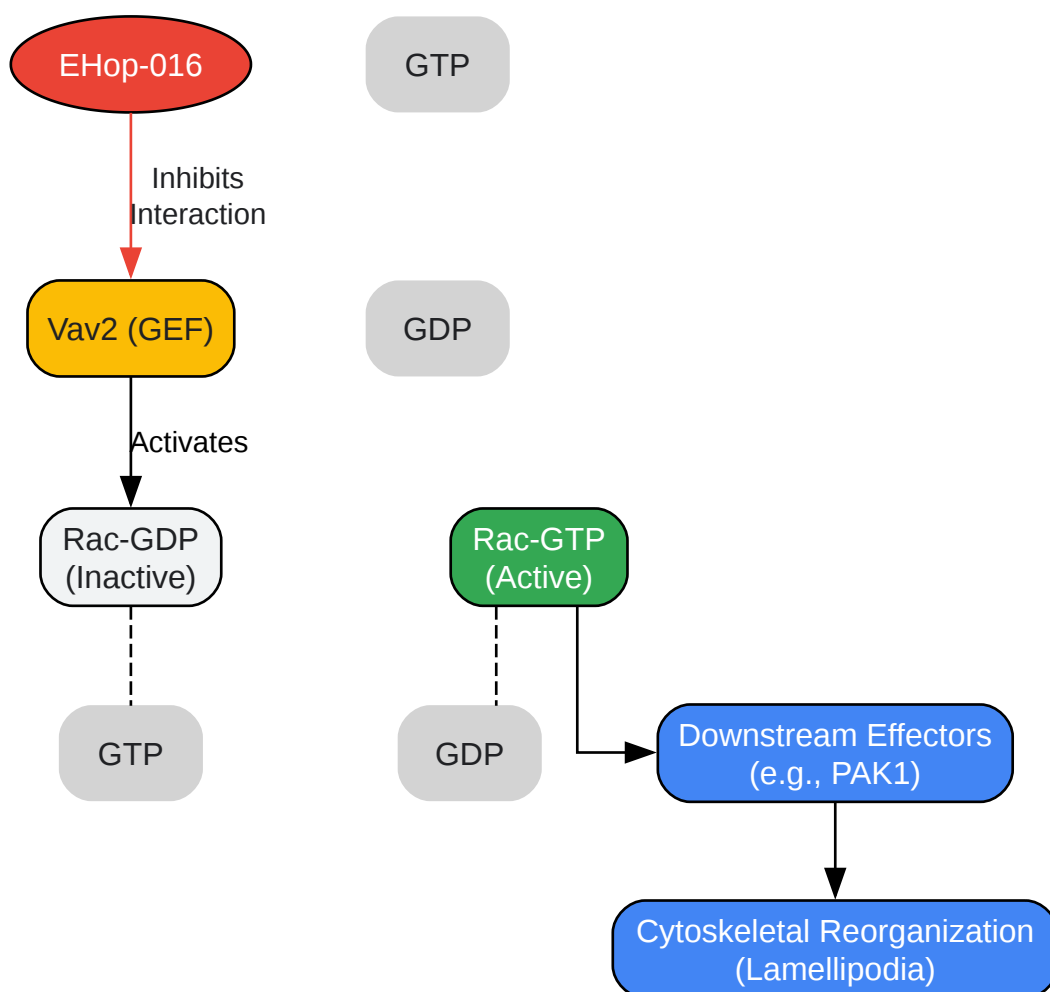 EHop-016
GTP
Inhibits
Interaction
Vav2 (GEF)
GDP
Activates
Rac-GDP
(Inactive)
Rac-GTP
(Active)
GTP
GDP
Downstream Effectors
(e.g., PAK1)
Cytoskeletal Reorganization
(Lamellipodia)